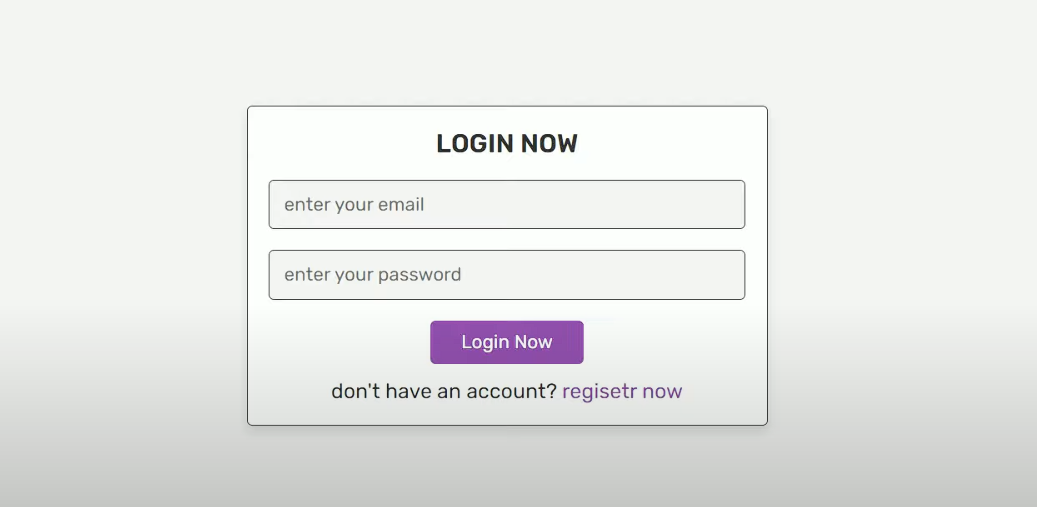 LOGIN NOW
enter your email
enter your password
Login Now
don't have an account? regisetr now